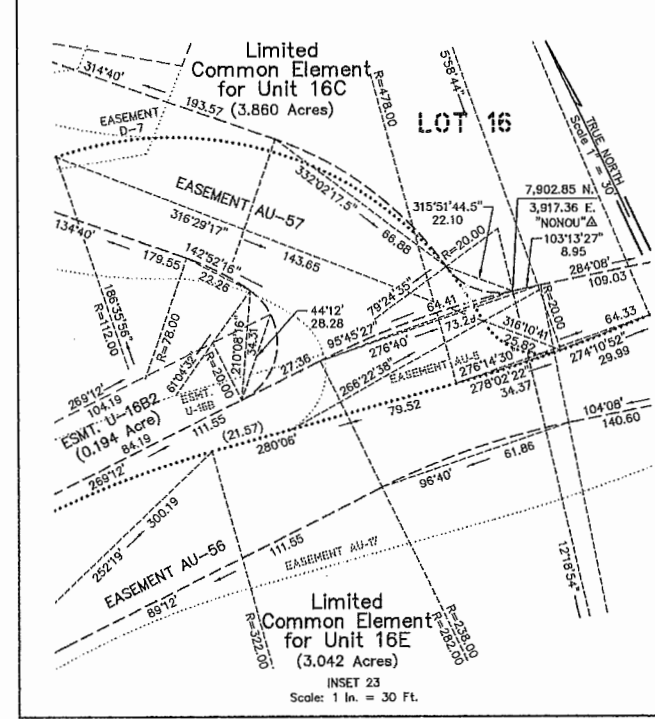 Limited
Common Element
for Unit 16C
(3.860 Acres)
314°40'
193.57
EASEMENT
D-7
R=478.00
5°58'44"
LOT 16
TRUE NORTH
Scale 1" = 30'
332°02'17.5"
66.88
EASEMENT AU-57
316°29'17"
143.65
315°51'44.5"
22.10
7,902.85 N.
3,917.36 E.
"NONOU"△
103°13'27"
8.95
R=20.00
284°08'
109.03
134°40'
179.55
142°52'16"
22.26
186°35'56"
R=112.00
R=78.00
61°04'32"
R=20.00
210°08'16"
34.31
44°12'
28.28
79°24'35"
64.41
95°45'27"
27.36
276°40'
73.29
316°10'41"
25.62
R=20.00
64.33
274°10'52"
29.99
276°14'30"
278°02'22"
34.37
266°22'38"
EASEMENT AU-5
79.52
269°12'
104.19
ESMT. U-16B2
(0.194 Acre)
ESMT.
U-16B
84.19
111.55
269°12'
(21.57)
280°06'
104°08'
140.60
96°40'
61.86
300.19
252°19'
EASEMENT AU-56
111.55
89°12'
EASEMENT AU-17
12°18'54"
R=322.00
R=238.00
R=282.00
Limited
Common Element
for Unit 16E
(3.042 Acres)
INSET 23
Scale: 1 In. = 30 Ft.